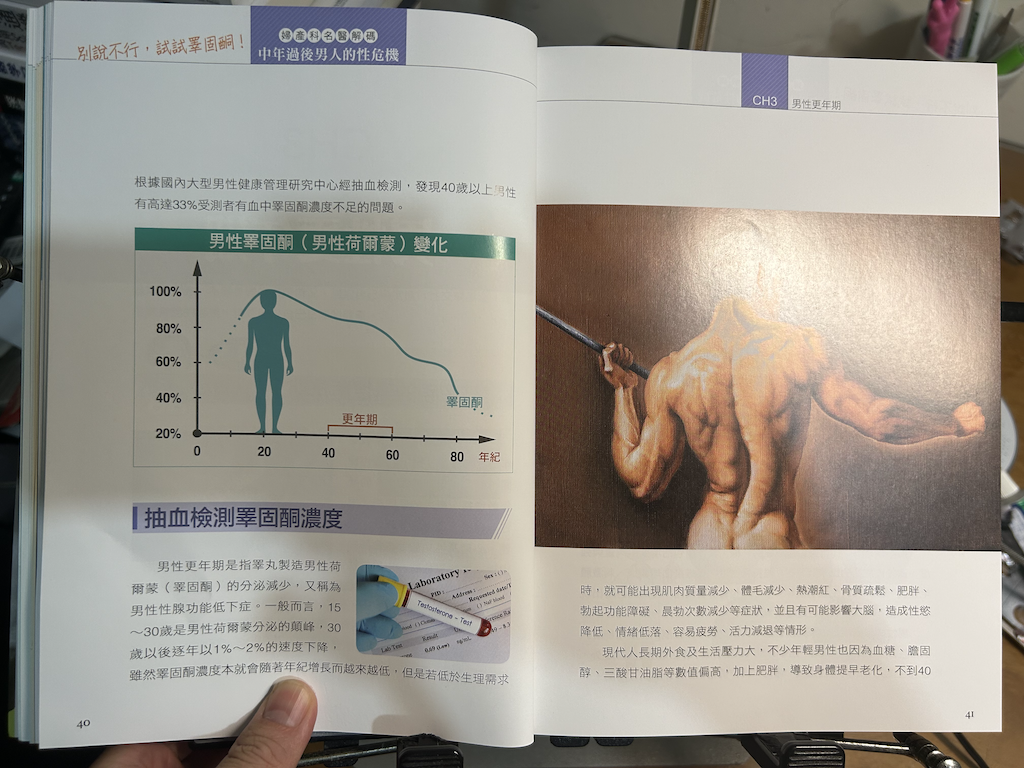 別說不行，試試睪固酮！
婦產科名醫解碼
中年過後男人的性危機
根據國內大型男性健康管理研究中心經抽血檢測，發現40歲以上男性
有高達33%受測者有血中睪固酮濃度不足的問題。
男性睪固酮（男性荷爾蒙）變化
100%
80%
60%
40%
20%
睪固酮
更年期
0
20
40
60
80
年紀
抽血檢測睪固酮濃度
男性更年期是指睪丸製造男性荷
爾蒙（睪固酮）的分泌減少，又稱為
男性性腺功能低下症。一般而言，15
～30歲是男性荷爾蒙分泌的顛峰，30
歲以後逐年以1%～2%的速度下降，
雖然睪固酮濃度本就會隨著年紀增長而越來越低，但是若低於生理需求
Laboratory
PID:
Address:
Requested date/
Testosterone - Test
Result
Lab Test
40
CH3
男性更年期
時，就可能出現肌肉質量減少、體毛減少、熱潮紅、骨質疏鬆、肥胖、
勃起功能障礙、晨勃次數減少等症狀，並且有可能影響大腦，造成性慾
降低、情緒低落、容易疲勞、活力減退等情形。
現代人長期外食及生活壓力大，不少年輕男性也因為血糖、膽固
醇、三酸甘油脂等數值偏高，加上肥胖，導致身體提早老化，不到40
41